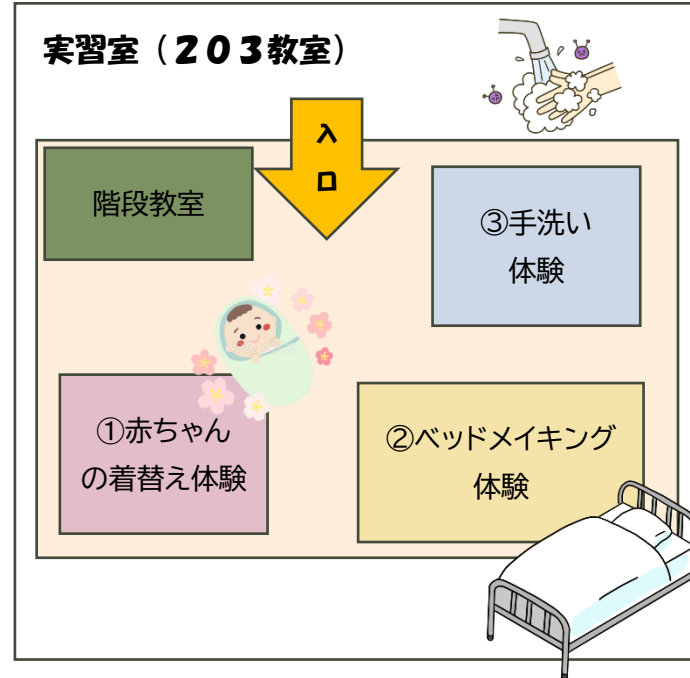 実習室（２０３教室）
入
口
階段教室
③手洗い
体験
①赤ちゃん
の着替え体験
②ベッドメイキング
体験